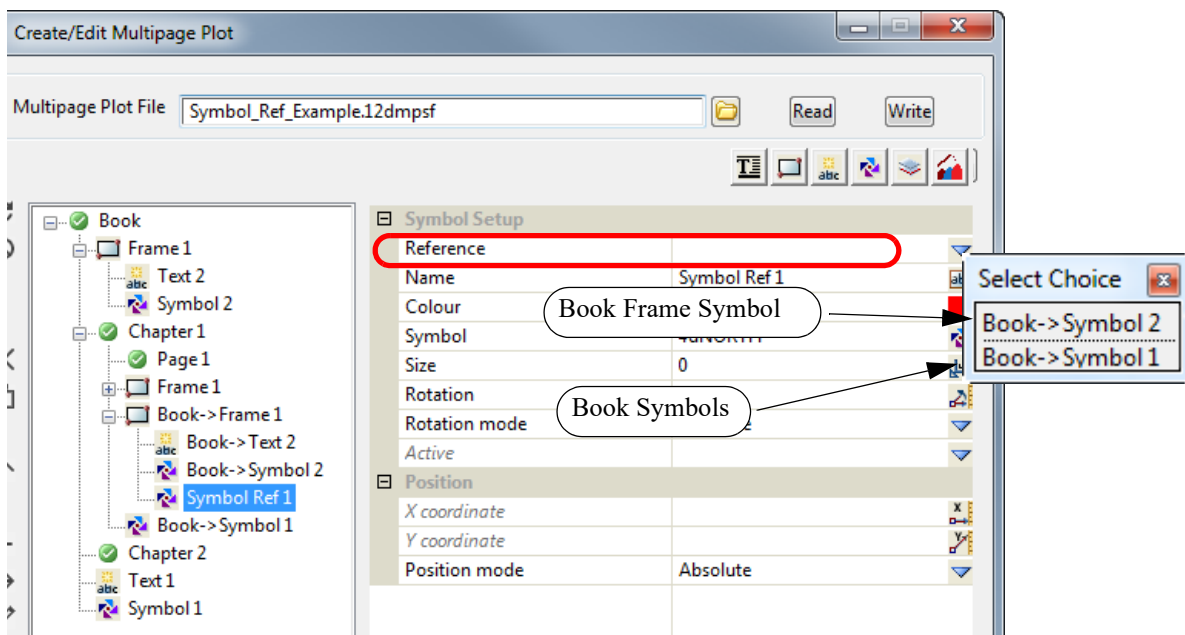 Create/Edit Multipage Plot
Multipage Plot File Symbol_Ref_Example.12dmpsf Read Write
Book
Frame 1
abc Text 2
Symbol 2
Chapter 1
Page 1
Frame 1
Book->Frame 1
abc Book->Text 2
Book->Symbol 2
Symbol Ref 1
Book->Symbol 1
Chapter 2
abc Text 1
Symbol 1
Symbol Setup
Reference
Name Symbol Ref 1
Colour
Symbol
Size 0
Rotation
Rotation mode
Active
Position
X coordinate
Y coordinate
Position mode Absolute
Book Frame Symbol
Book Symbols
Select Choice
Book->Symbol 2
Book->Symbol 1